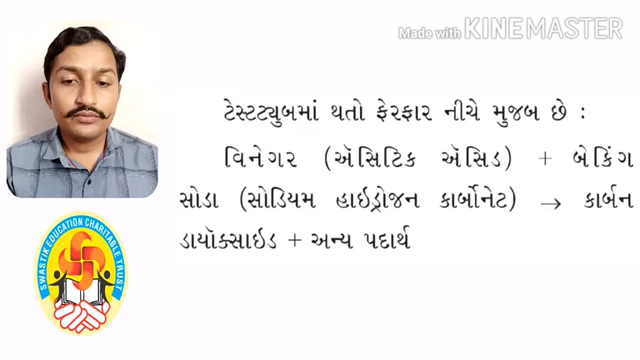 Made with KINEMASTER
ટેસ્ટટ્યુબમાં થતો ફેરફાર નીચે મુજબ છે :
વિનેગર (ઍસિટિક ઍસિડ) + બેકિંગ
સોડા (સોડિયમ હાઇડ્રોજન કાર્બોનેટ) → કાર્બન
ડાયૉક્સાઇડ + અન્ય પદાર્થ
SWASTIK EDUCATION CHARITABLE TRUST